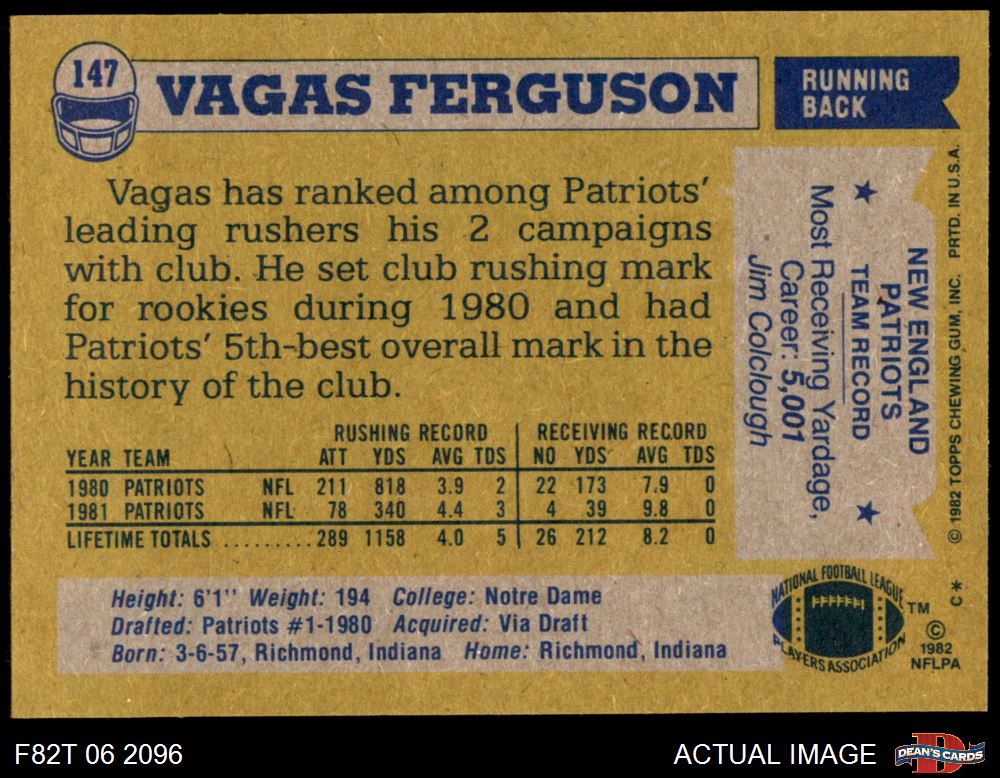 147
VAGAS FERGUSON
RUNNING
BACK
Vagas has ranked among Patriots'
leading rushers his 2 campaigns
with club. He set club rushing mark
for rookies during 1980 and had
Patriots' 5th-best overall mark in the
history of the club.
RUSHING RECORD RECEIVING RECORD
YEAR TEAM ATT YDS AVG TDS NO YDS AVG TDS
1980 PATRIOTS NFL 211 818 3.9 2 22 173 7.9 0
1981 PATRIOTS NFL 78 340 4.4 3 4 39 9.8 0
LIFETIME TOTALS .........289 1158 4.0 5 26 212 8.2 0
Height: 6'1" Weight: 194 College: Notre Dame
Drafted: Patriots #1-1980 Acquired: Via Draft
Born: 3-6-57, Richmond, Indiana Home: Richmond, Indiana
NEW ENGLAND
PATRIOTS
★ TEAM RECORD ★
Most Receiving Yardage,
Career: 5,001
Jim Colclough
© 1982 TOPPS CHEWING GUM, INC. PRTD. IN U.S.A.
C*
NATIONAL FOOTBALL LEAGUE
PLAYERS ASSOCIATION
TM
©
1982
NFLPA
F82T 06 2096
ACTUAL IMAGE
DEAN'S CARDS